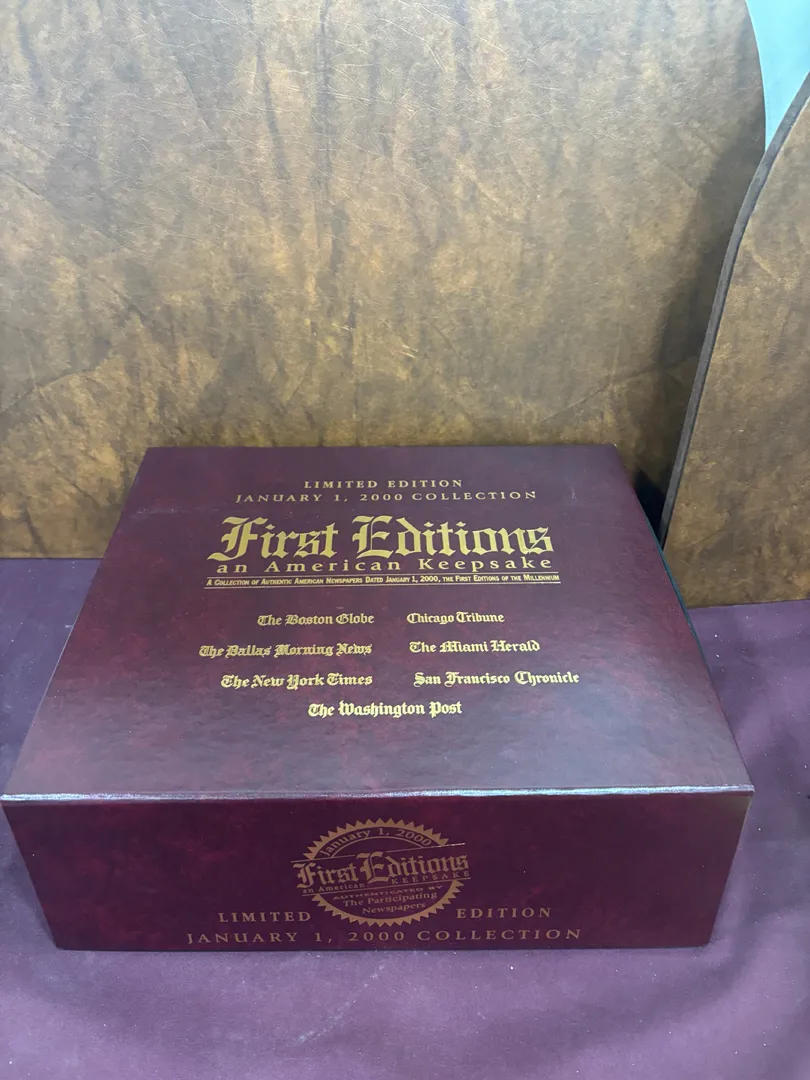 LIMITED EDITION
JANUARY 1, 2000 COLLECTION
First Editions
an American Keepsake
A Collection of Authentic American Newspapers Dated January 1, 2000, the First Editions of the Millennium
The Boston Globe Chicago Tribune
The Dallas Morning News The Miami Herald
The New York Times San Francisco Chronicle
The Washington Post
January 1, 2000
First Editions
an American KEEPSAKE
AUTHENTICATED BY
The Participating
Newspapers
LIMITED EDITION
JANUARY 1, 2000 COLLECTION